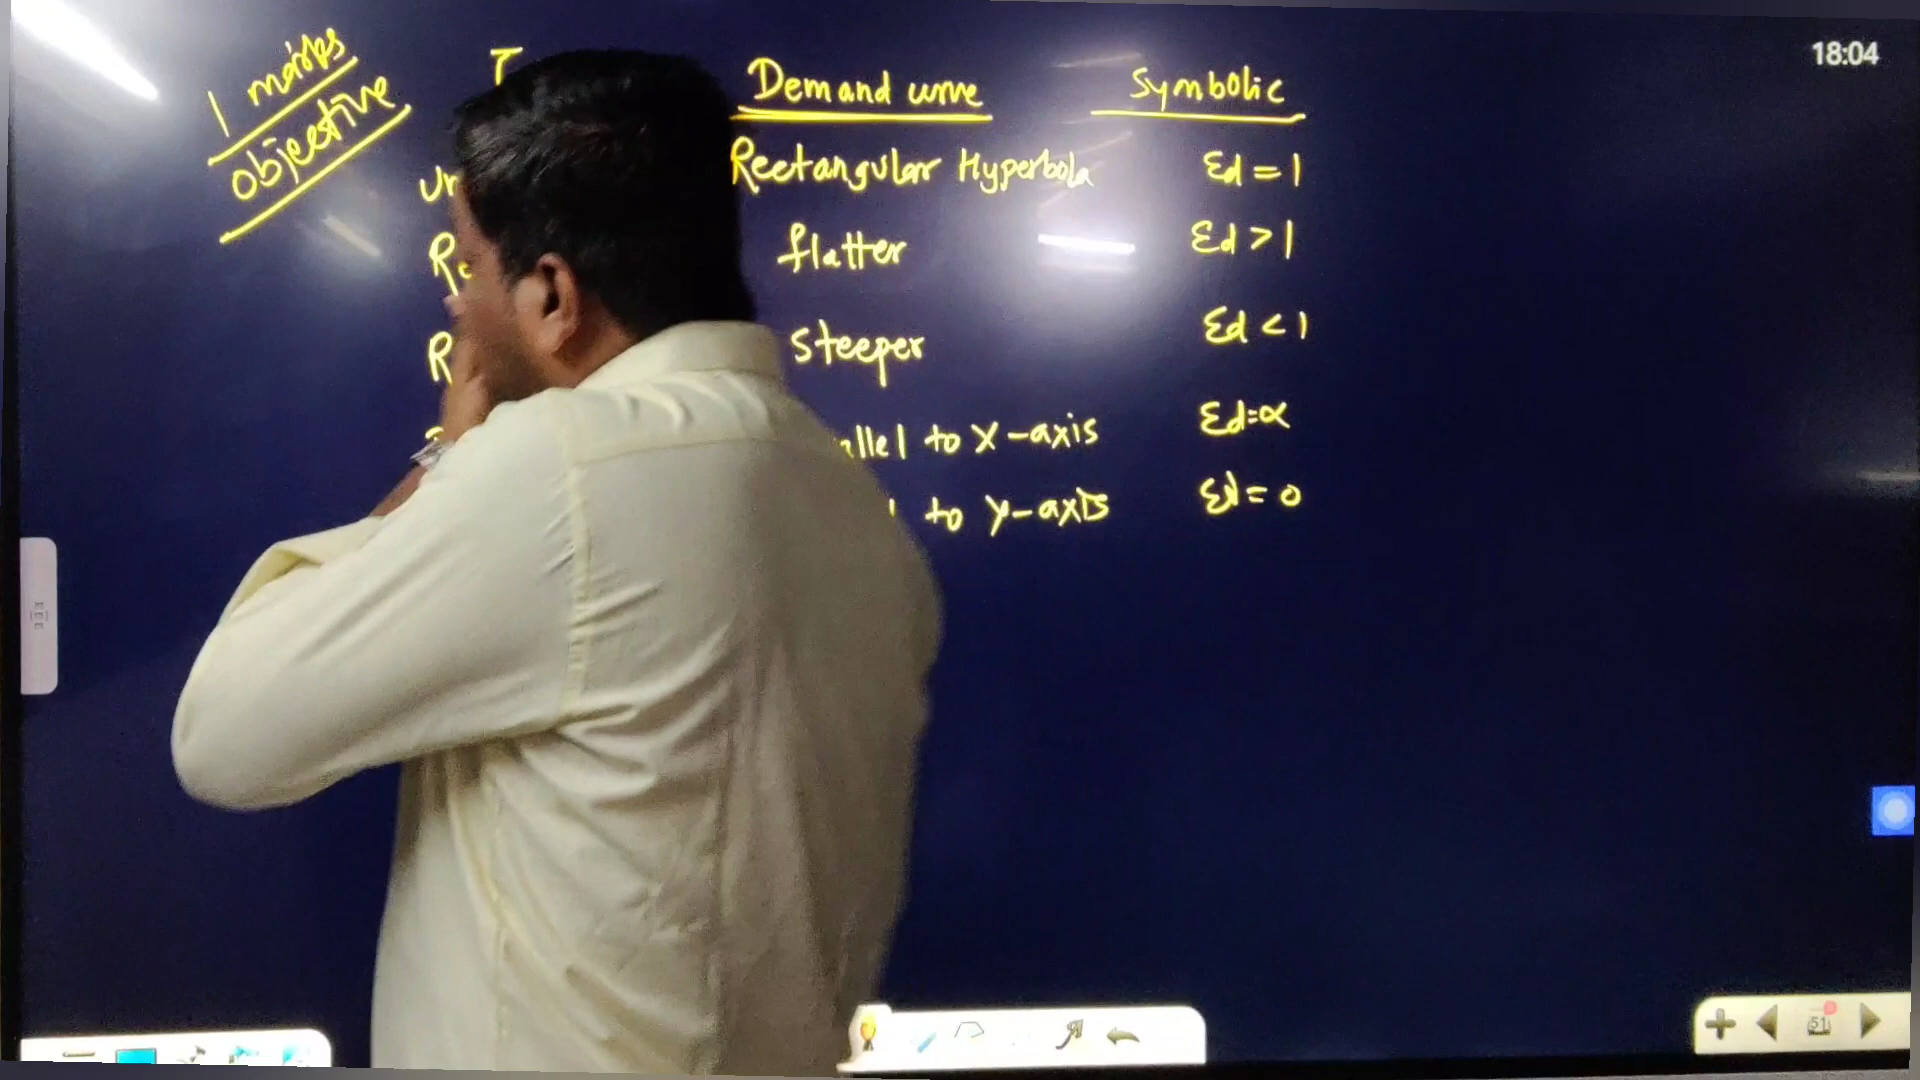 18:04
1 marks
objective
Demand curve Symbolic
Rectangular Hyperbola Ed = 1
flatter Ed > 1
Steeper Ed < 1
to X-axis Ed=α
to y-axis Ed = 0
51